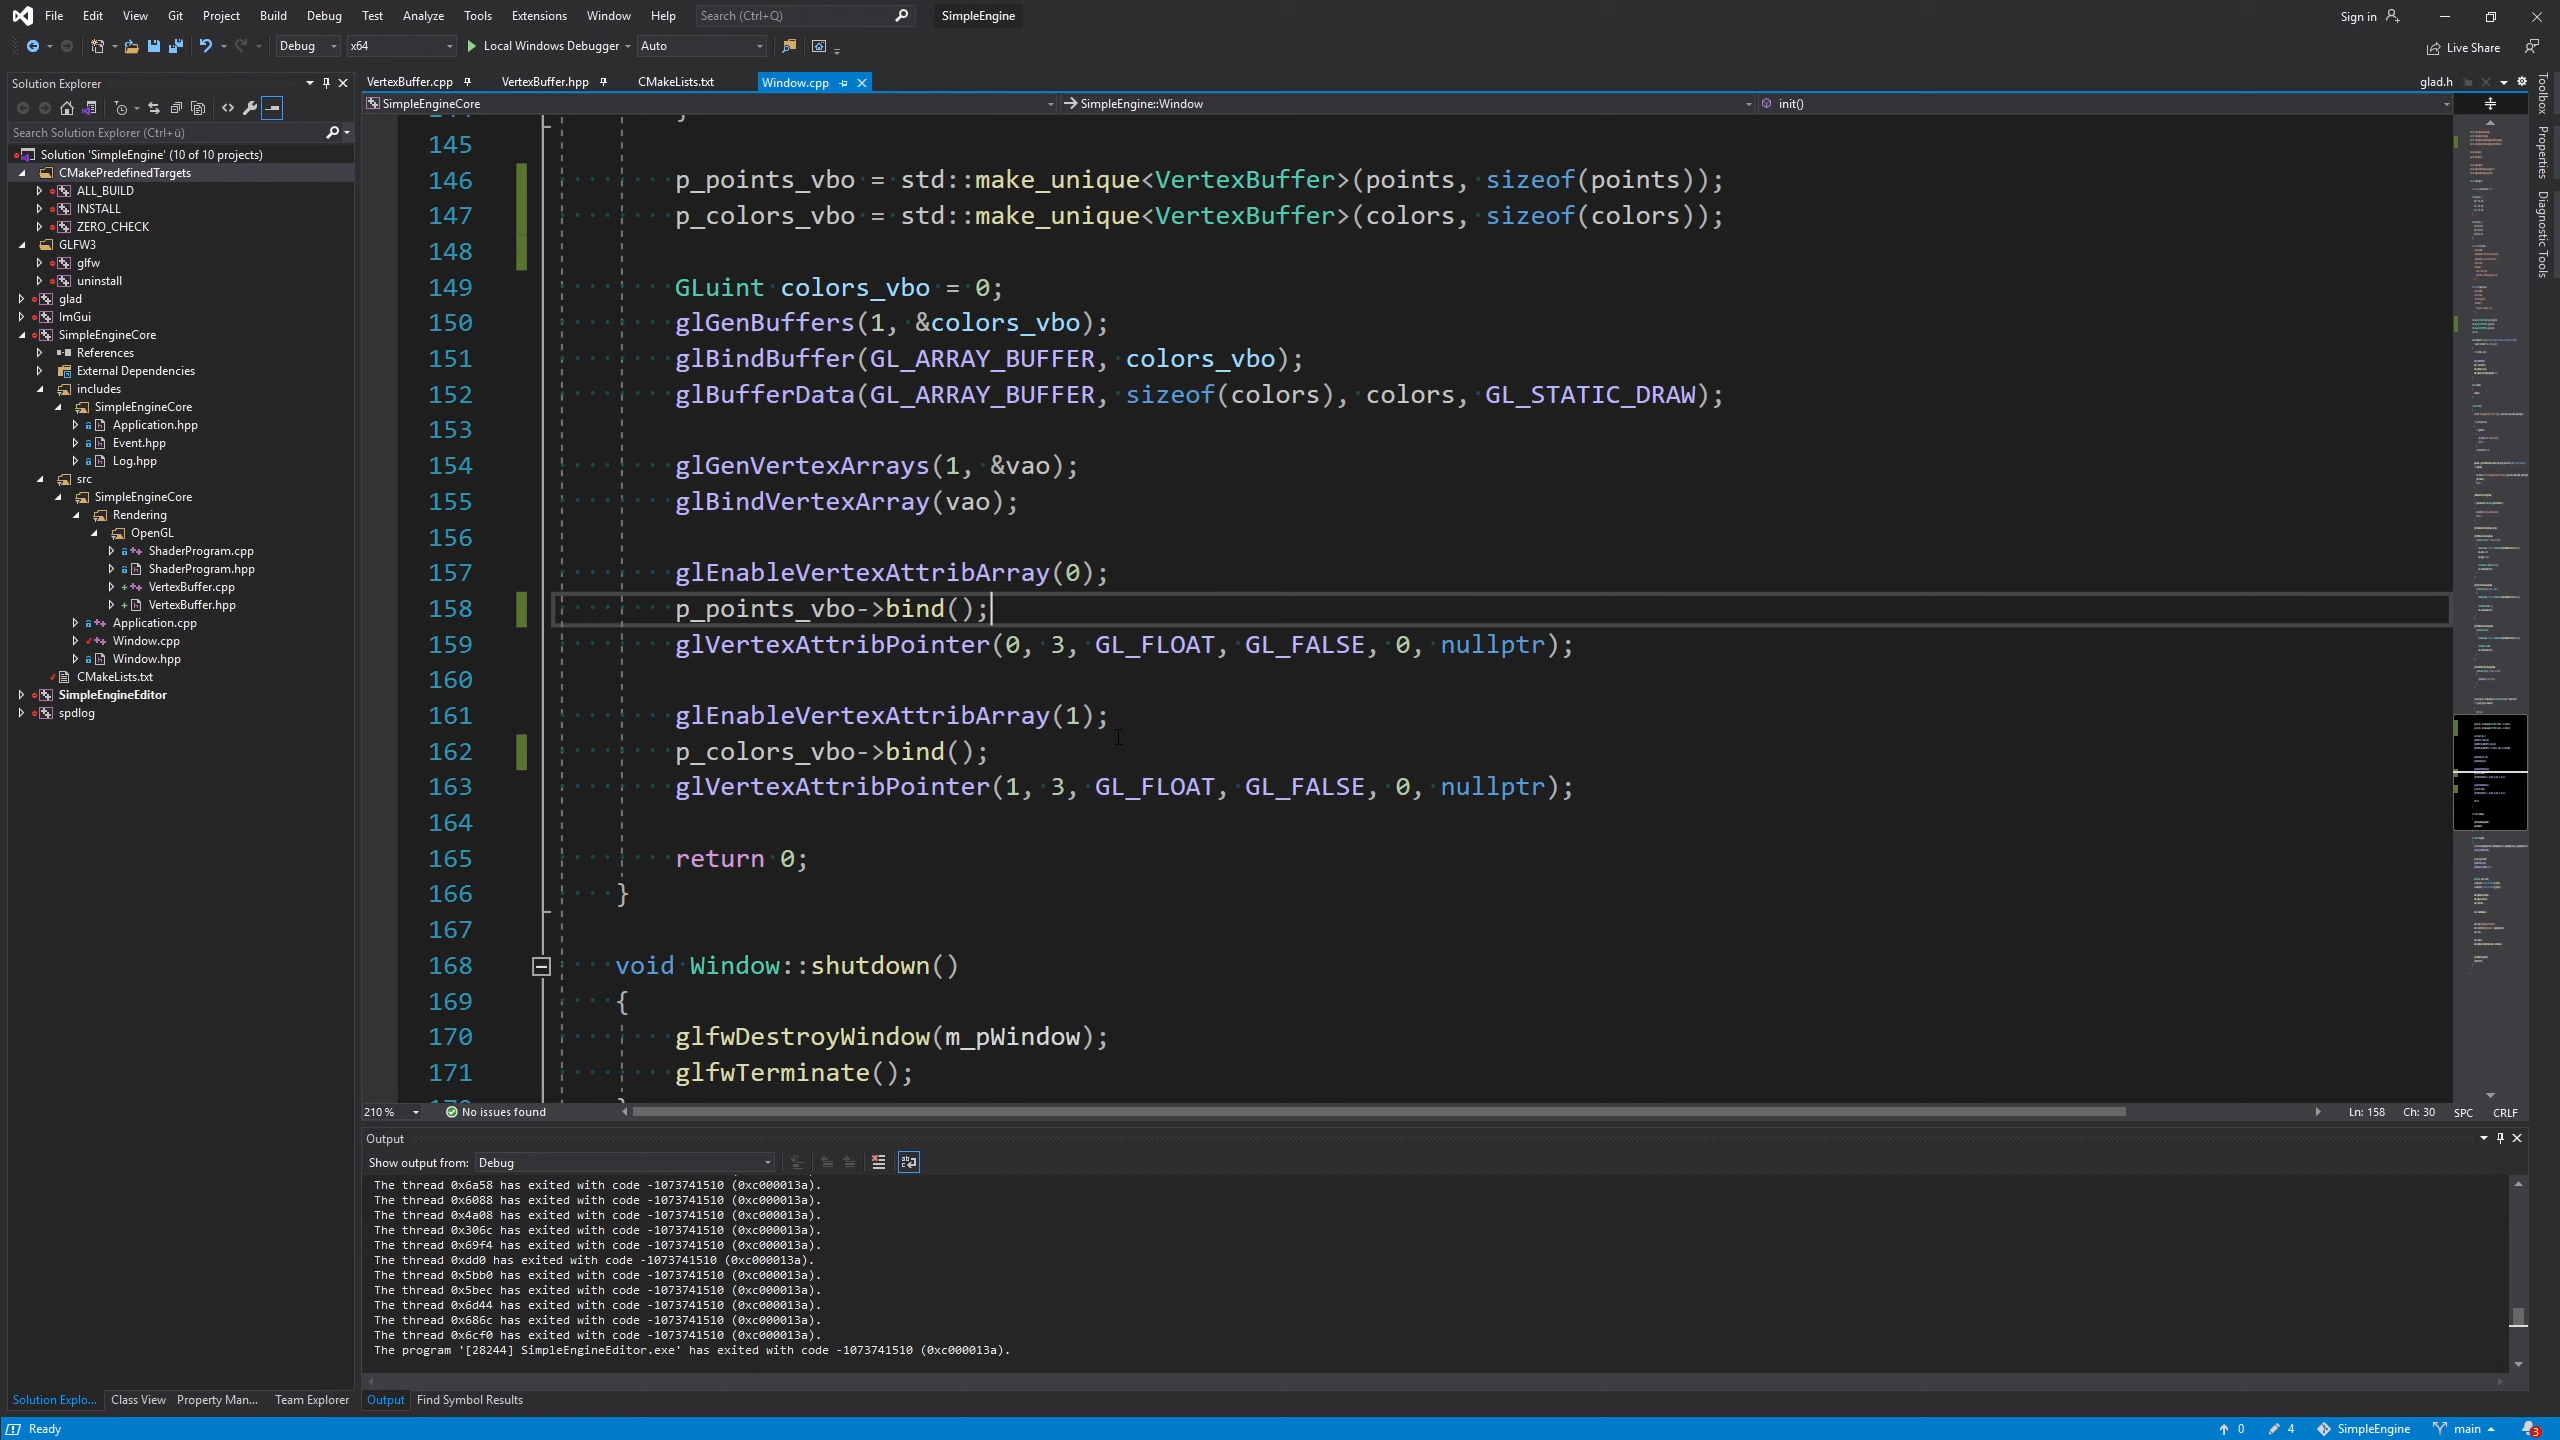 File Edit View Git Project Build Debug Test Analyze Tools Extensions Window Help Search (Ctrl+Q) SimpleEngine Sign in
Debug x64 Local Windows Debugger Auto Live Share
Solution Explorer
Search Solution Explorer (Ctrl+ü)
Solution 'SimpleEngine' (10 of 10 projects)
CMakePredefinedTargets
ALL_BUILD
INSTALL
ZERO_CHECK
GLFW3
glfw
uninstall
glad
ImGui
SimpleEngineCore
References
External Dependencies
includes
SimpleEngineCore
Application.hpp
Event.hpp
Log.hpp
src
SimpleEngineCore
Rendering
OpenGL
ShaderProgram.cpp
ShaderProgram.hpp
VertexBuffer.cpp
VertexBuffer.hpp
Application.cpp
Window.cpp
Window.hpp
CMakeLists.txt
SimpleEngineEditor
spdlog
Solution Explo... Class View Property Man... Team Explorer
VertexBuffer.cpp VertexBuffer.hpp CMakeLists.txt Window.cpp glad.h
SimpleEngineCore SimpleEngine::Window init()
145
146 p_points_vbo = std::make_unique<VertexBuffer>(points, sizeof(points));
147 p_colors_vbo = std::make_unique<VertexBuffer>(colors, sizeof(colors));
148
149 GLuint colors_vbo = 0;
150 glGenBuffers(1, &colors_vbo);
151 glBindBuffer(GL_ARRAY_BUFFER, colors_vbo);
152 glBufferData(GL_ARRAY_BUFFER, sizeof(colors), colors, GL_STATIC_DRAW);
153
154 glGenVertexArrays(1, &vao);
155 glBindVertexArray(vao);
156
157 glEnableVertexAttribArray(0);
158 p_points_vbo->bind();
159 glVertexAttribPointer(0, 3, GL_FLOAT, GL_FALSE, 0, nullptr);
160
161 glEnableVertexAttribArray(1);
162 p_colors_vbo->bind();
163 glVertexAttribPointer(1, 3, GL_FLOAT, GL_FALSE, 0, nullptr);
164
165 return 0;
166 }
167
168 void Window::shutdown()
169 {
170 glfwDestroyWindow(m_pWindow);
171 glfwTerminate();
210 % No issues found Ln: 158 Ch: 30 SPC CRLF
Toolbox
Properties
Diagnostic Tools
Output
Show output from: Debug
The thread 0x6a58 has exited with code -1073741510 (0xc000013a).
The thread 0x6088 has exited with code -1073741510 (0xc000013a).
The thread 0x4a08 has exited with code -1073741510 (0xc000013a).
The thread 0x306c has exited with code -1073741510 (0xc000013a).
The thread 0x69f4 has exited with code -1073741510 (0xc000013a).
The thread 0xdd0 has exited with code -1073741510 (0xc000013a).
The thread 0x5bb0 has exited with code -1073741510 (0xc000013a).
The thread 0x5bec has exited with code -1073741510 (0xc000013a).
The thread 0x6d44 has exited with code -1073741510 (0xc000013a).
The thread 0x686c has exited with code -1073741510 (0xc000013a).
The thread 0x6cf0 has exited with code -1073741510 (0xc000013a).
The program '[28244] SimpleEngineEditor.exe' has exited with code -1073741510 (0xc000013a).
Output Find Symbol Results
Ready 0 4 SimpleEngine main 3